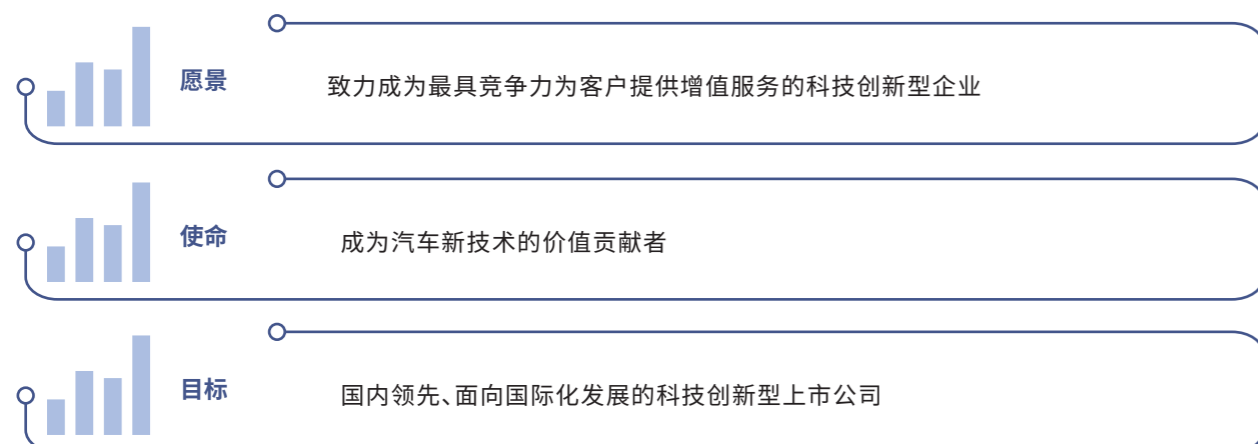 愿景
致力成为最具竞争力为客户提供增值服务的科技创新型企业
使命
成为汽车新技术的价值贡献者
目标
国内领先、面向国际化发展的科技创新型上市公司